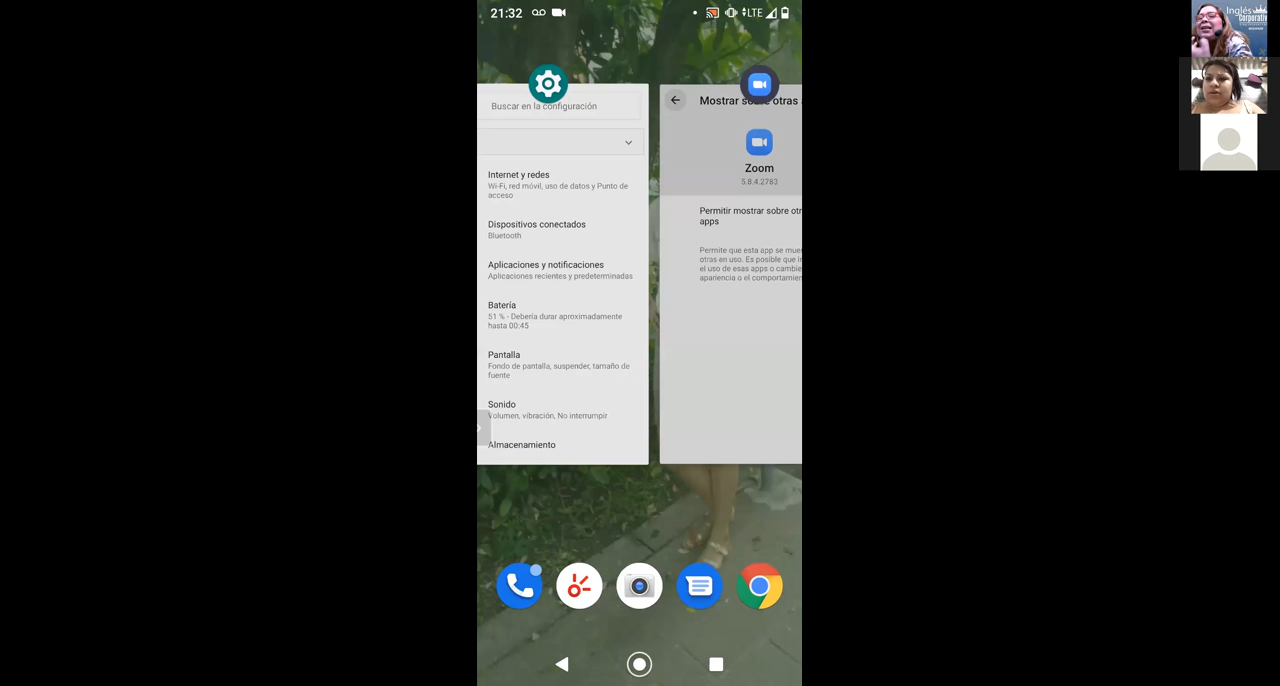 21:32
LTE
Buscar en la configuración
Internet y redes
Wi-Fi, red móvil, uso de datos y Punto de
acceso
Dispositivos conectados
Bluetooth
Aplicaciones y notificaciones
Aplicaciones recientes y predeterminadas
Batería
51 % - Debería durar aproximadamente
hasta 00:45
Pantalla
Fondo de pantalla, suspender, tamaño de
fuente
Sonido
Volumen, vibración, No interrumpir
Almacenamiento
Mostrar sobre otras a
Zoom
5.8.4.2783
Permitir mostrar sobre otr
apps
Permite que esta app se mue
otras en uso. Es posible que in
el uso de esas apps o cambie
apariencia o el comportamien
Inglés
Corporativo